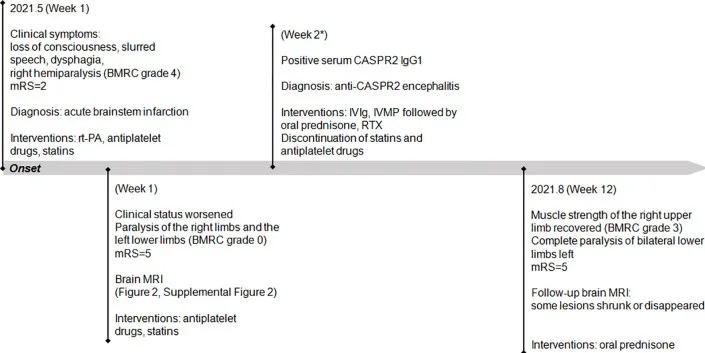 2021.5 (Week 1)
Clinical symptoms:
loss of consciousness, slurred
speech, dysphagia,
right hemiparalysis (BMRC grade 4)
mRS=2
Diagnosis: acute brainstem infarction
Interventions: rt-PA, antiplatelet
drugs, statins
(Week 2*)
Positive serum CASPR2 IgG1
Diagnosis: anti-CASPR2 encephalitis
Interventions: IVIg, IVMP followed by
oral prednisone, RTX
Discontinuation of statins and
antiplatelet drugs
Onset
(Week 1)
Clinical status worsened
Paralysis of the right limbs and the
left lower limbs (BMRC grade 0)
mRS=5
Brain MRI
(Figure 2, Supplemental Figure 2)
Interventions: antiplatelet
drugs, statins
2021.8 (Week 12)
Muscle strength of the right upper
limb recovered (BMRC grade 3)
Complete paralysis of bilateral lower
limbs left
mRS=5
Follow-up brain MRI:
some lesions shrunk or disappeared
Interventions: oral prednisone